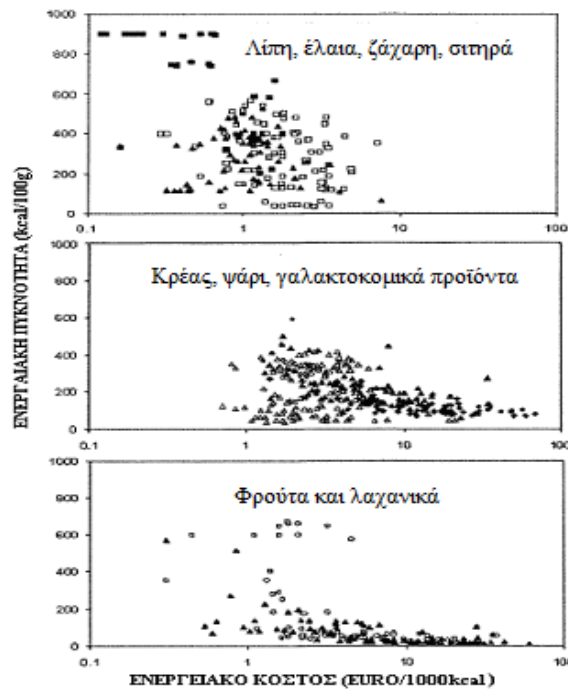 1000
Λίπη, έλαια, ζάχαρη, σιτηρά
800
600
400
200
0
0.1 1 10 100
1000
Κρέας, ψάρι, γαλακτοκομικά προϊόντα
800
600
400
200
0
0.1 1 10 100
1000
Φρούτα και λαχανικά
800
600
400
200
0
0.1 1 10 100
ΕΝΕΡΓΑΙΑΚΗ ΠΥΚΝΟΤΗΤΑ (kcal/100g)
ΕΝΕΡΓΕΙΑΚΟ ΚΟΣΤΟΣ (EURO/1000kcal)